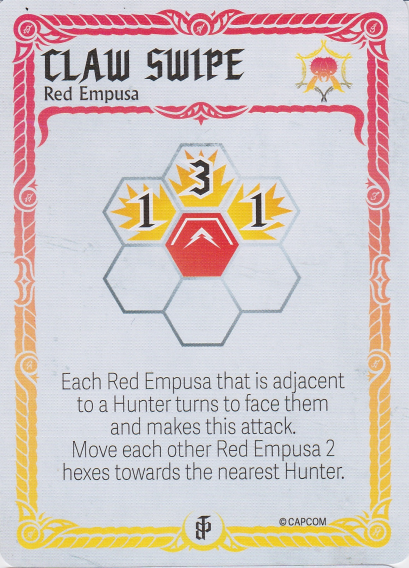 CLAW SWIPE
Red Empusa
3
1 1
Each Red Empusa that is adjacent
to a Hunter turns to face them
and makes this attack.
Move each other Red Empusa 2
hexes towards the nearest Hunter.
© CAPCOM